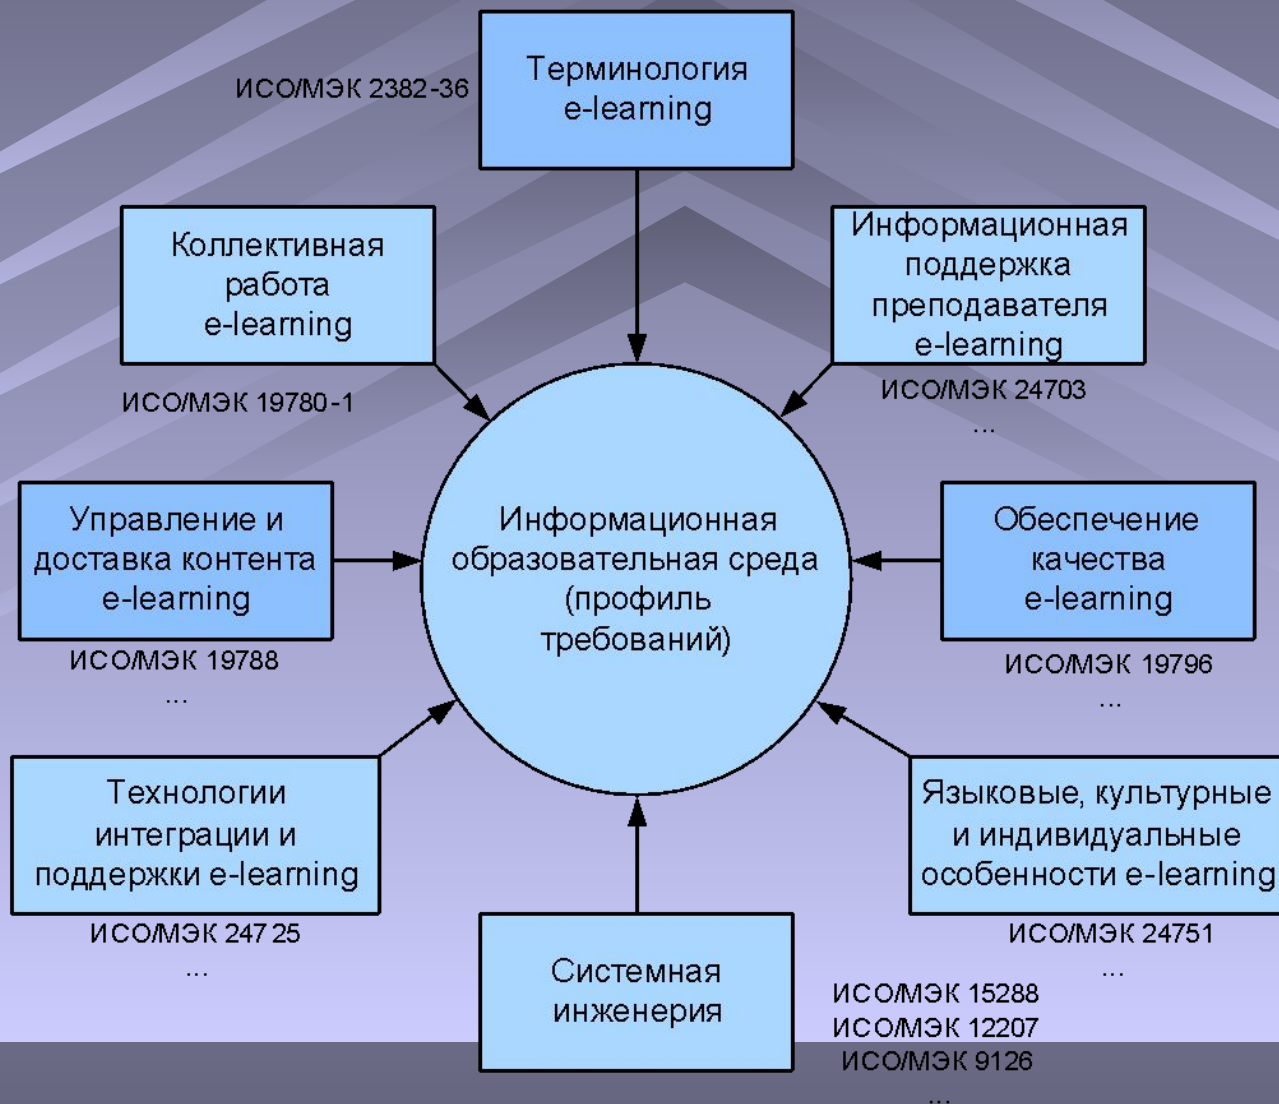 Терминология
e-learning
ИСО/МЭК 2382-36
Коллективная
работа
e-learning
ИСО/МЭК 19780-1
Информационная
поддержка
преподавателя
e-learning
ИСО/МЭК 24703
...
Управление и
доставка контента
e-learning
ИСО/МЭК 19788
...
Информационная
образовательная среда
(профиль
требований)
Обеспечение
качества
e-learning
ИСО/МЭК 19796
...
Технологии
интеграции и
поддержки e-learning
ИСО/МЭК 24725
...
Системная
инженерия
ИСО/МЭК 15288
ИСО/МЭК 12207
ИСО/МЭК 9126
...
Языковые, культурные
и индивидуальные
особенности e-learning
ИСО/МЭК 24751
...